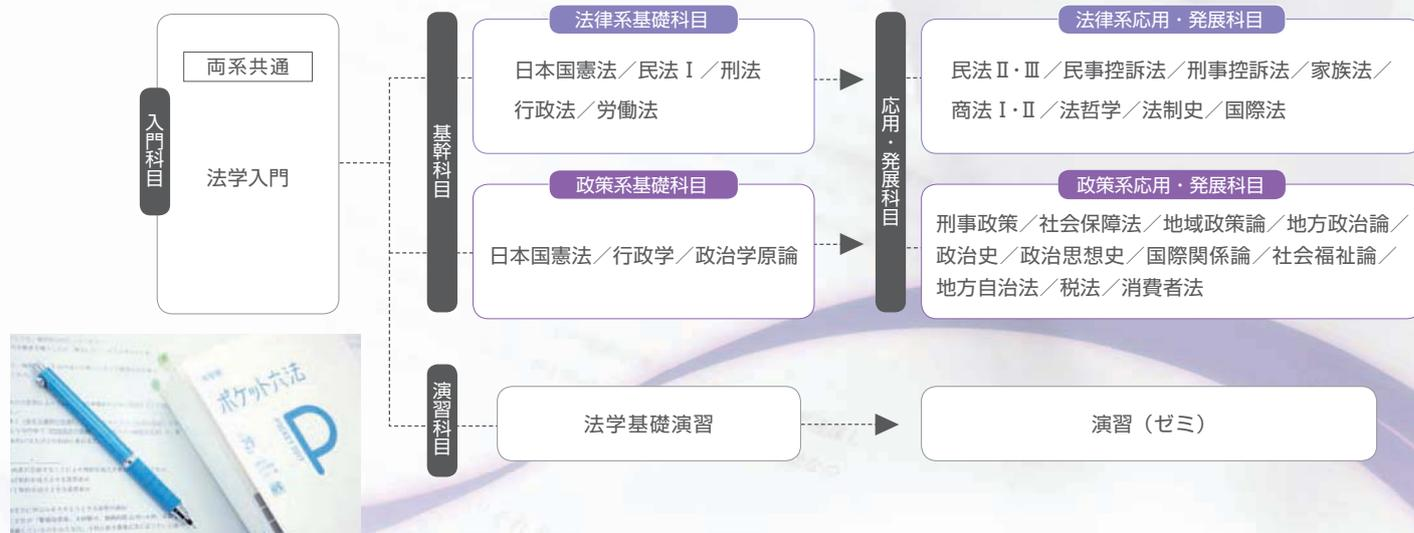 入門科目
両系共通
法学入門
基幹科目
法律系基礎科目
日本国憲法／民法Ⅰ／刑法
行政法／労働法
政策系基礎科目
日本国憲法／行政学／政治学原論
応用・発展科目
法律系応用・発展科目
民法Ⅱ・Ⅲ／民事控訴法／刑事控訴法／家族法／
商法Ⅰ・Ⅱ／法哲学／法制史／国際法
政策系応用・発展科目
刑事政策／社会保障法／地域政策論／地方政治論／
政治史／政治思想史／国際関係論／社会福祉論／
地方自治法／税法／消費者法
演習科目
法学基礎演習
演習（ゼミ）
ポケット六法